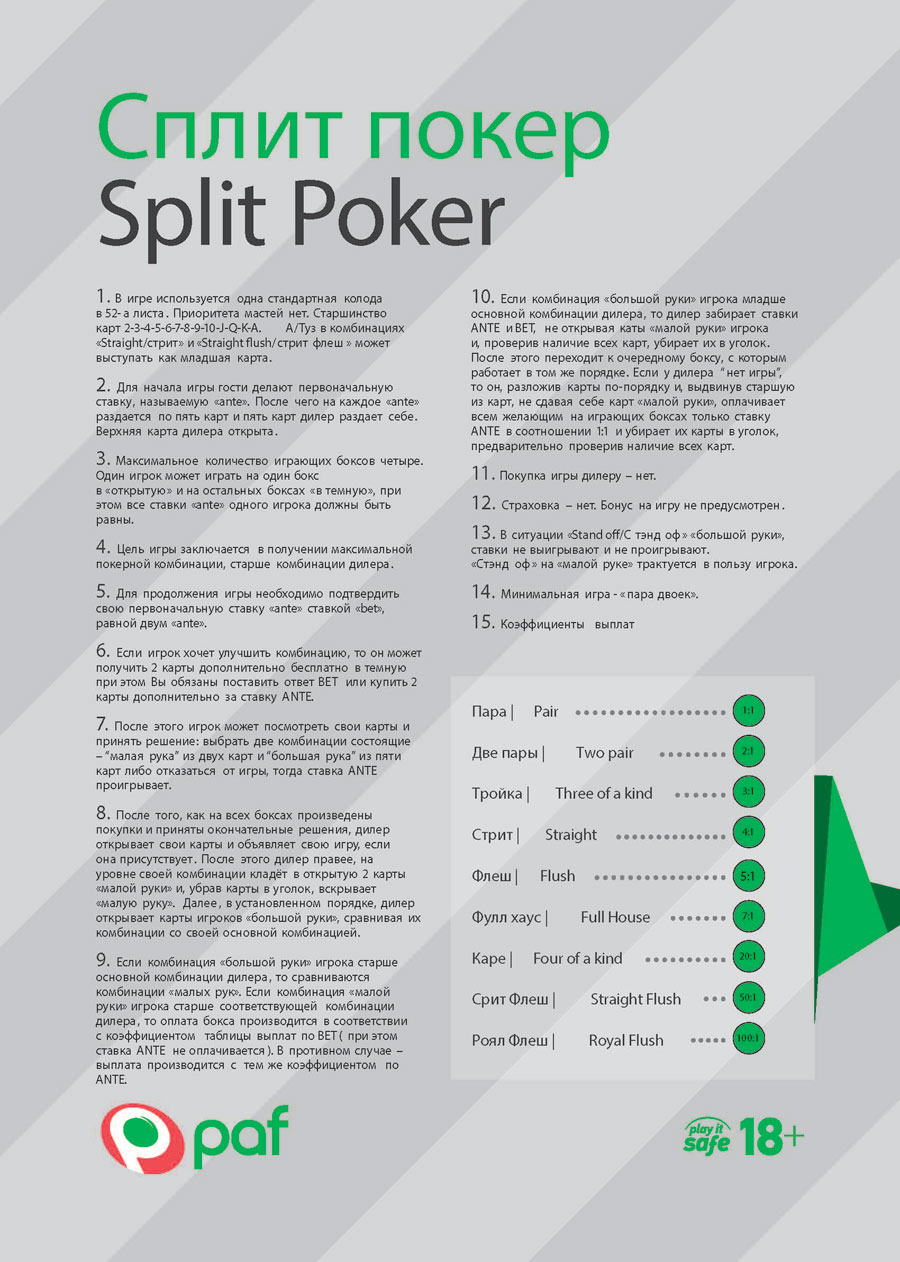 Сплит покер
Split Poker
1. В игре используется одна стандартная колода
в 52- а листа. Приоритета мастей нет. Старшинство
карт 2-3-4-5-6-7-8-9-10-J-Q-K-A. А/Туз в комбинациях
«Straight/стрит» и «Straight flush/стрит флеш » может
выступать как младшая карта.
2. Для начала игры гости делают первоначальную
ставку, называемую «ante». После чего на каждое «ante»
раздается по пять карт и пять карт дилер раздает себе.
Верхняя карта дилера открыта.
3. Максимальное количество играющих боксов четыре.
Один игрок может играть на один бокс
в «открытую» и на остальных боксах «в темную», при
этом все ставки «ante» одного игрока должны быть
равны.
4. Цель игры заключается в получении максимальной
покерной комбинации, старше комбинации дилера.
5. Для продолжения игры необходимо подтвердить
свою первоначальную ставку «ante» ставкой «bet»,
равной двум «ante».
6. Если игрок хочет улучшить комбинацию, то он может
получить 2 карты дополнительно бесплатно в темную
при этом Вы обязаны поставить ответ BET или купить 2
карты дополнительно за ставку ANTE.
7. После этого игрок может посмотреть свои карты и
принять решение: выбрать две комбинации состоящие
– “малая рука” из двух карт и “большая рука” из пяти
карт либо отказаться от игры, тогда ставка ANTE
проигрывает.
8. После того, как на всех боксах произведены
покупки и приняты окончательные решения, дилер
открывает свои карты и объявляет свою игру, если
она присутствует. После этого дилер правее, на
уровне своей комбинации кладёт в открытую 2 карты
«малой руки» и, убрав карты в уголок, вскрывает
«малую руку». Далее, в установленном порядке, дилер
открывает карты игроков «большой руки», сравнивая их
комбинации со своей основной комбинацией.
9. Если комбинация «большой руки» игрока старше
основной комбинации дилера, то сравниваются
комбинации «малых рук». Если комбинация «малой
руки» игрока старше соответствующей комбинации
дилера, то оплата бокса производится в соответствии
с коэффициентом таблицы выплат по BET ( при этом
ставка ANTE не оплачивается ). В противном случае –
выплата производится с тем же коэффициентом по
ANTE.
10. Если комбинация «большой руки» игрока младше
основной комбинации дилера, то дилер забирает ставки
ANTE и BET, не открывая каты «малой руки» игрока
и, проверив наличие всех карт, убирает их в уголок.
После этого переходит к очередному боксу, с которым
работает в том же порядке. Если у дилера “нет игры”,
то он, разложив карты по-порядку и, выдвинув старшую
из карт, не сдавая себе карт «малой руки», оплачивает
всем желающим на играющих боксах только ставку
ANTE в соотношении 1:1 и убирает их карты в уголок,
предварительно проверив наличие всех карт.
11. Покупка игры дилеру – нет.
12. Страховка – нет. Бонус на игру не предусмотрен.
13. В ситуации «Stand off/С тэнд оф» «большой руки»,
ставки не выигрывают и не проигрывают.
«Стэнд оф» на «малой руке» трактуется в пользу игрока.
14. Минимальная игра - «пара двоек».
15. Коэффициенты выплат
Пара | Pair 1:1
Две пары | Two pair 2:1
Тройка | Three of a kind 3:1
Стрит | Straight 4:1
Флеш | Flush 5:1
Фулл хаус | Full House 7:1
Каре | Four of a kind 20:1
Срит Флеш | Straight Flush 50:1
Роял Флеш | Royal Flush 100:1
paf
play it
safe 18+